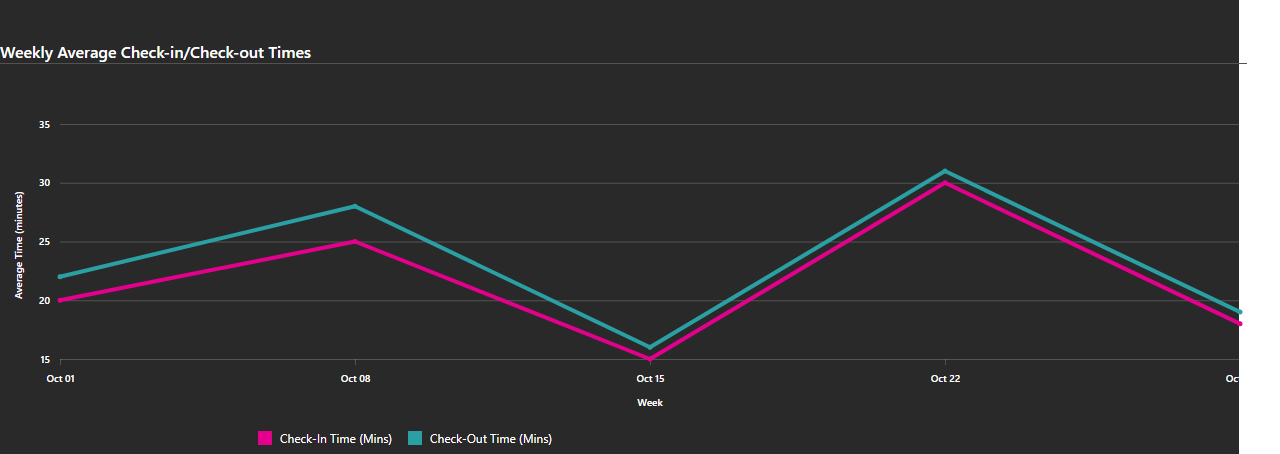 Weekly Average Check-in/Check-out Times
35
30
25
20
15
Average Time (minutes)
Oct 01 Oct 08 Oct 15 Oct 22 Oc
Week
Check-In Time (Mins) Check-Out Time (Mins)